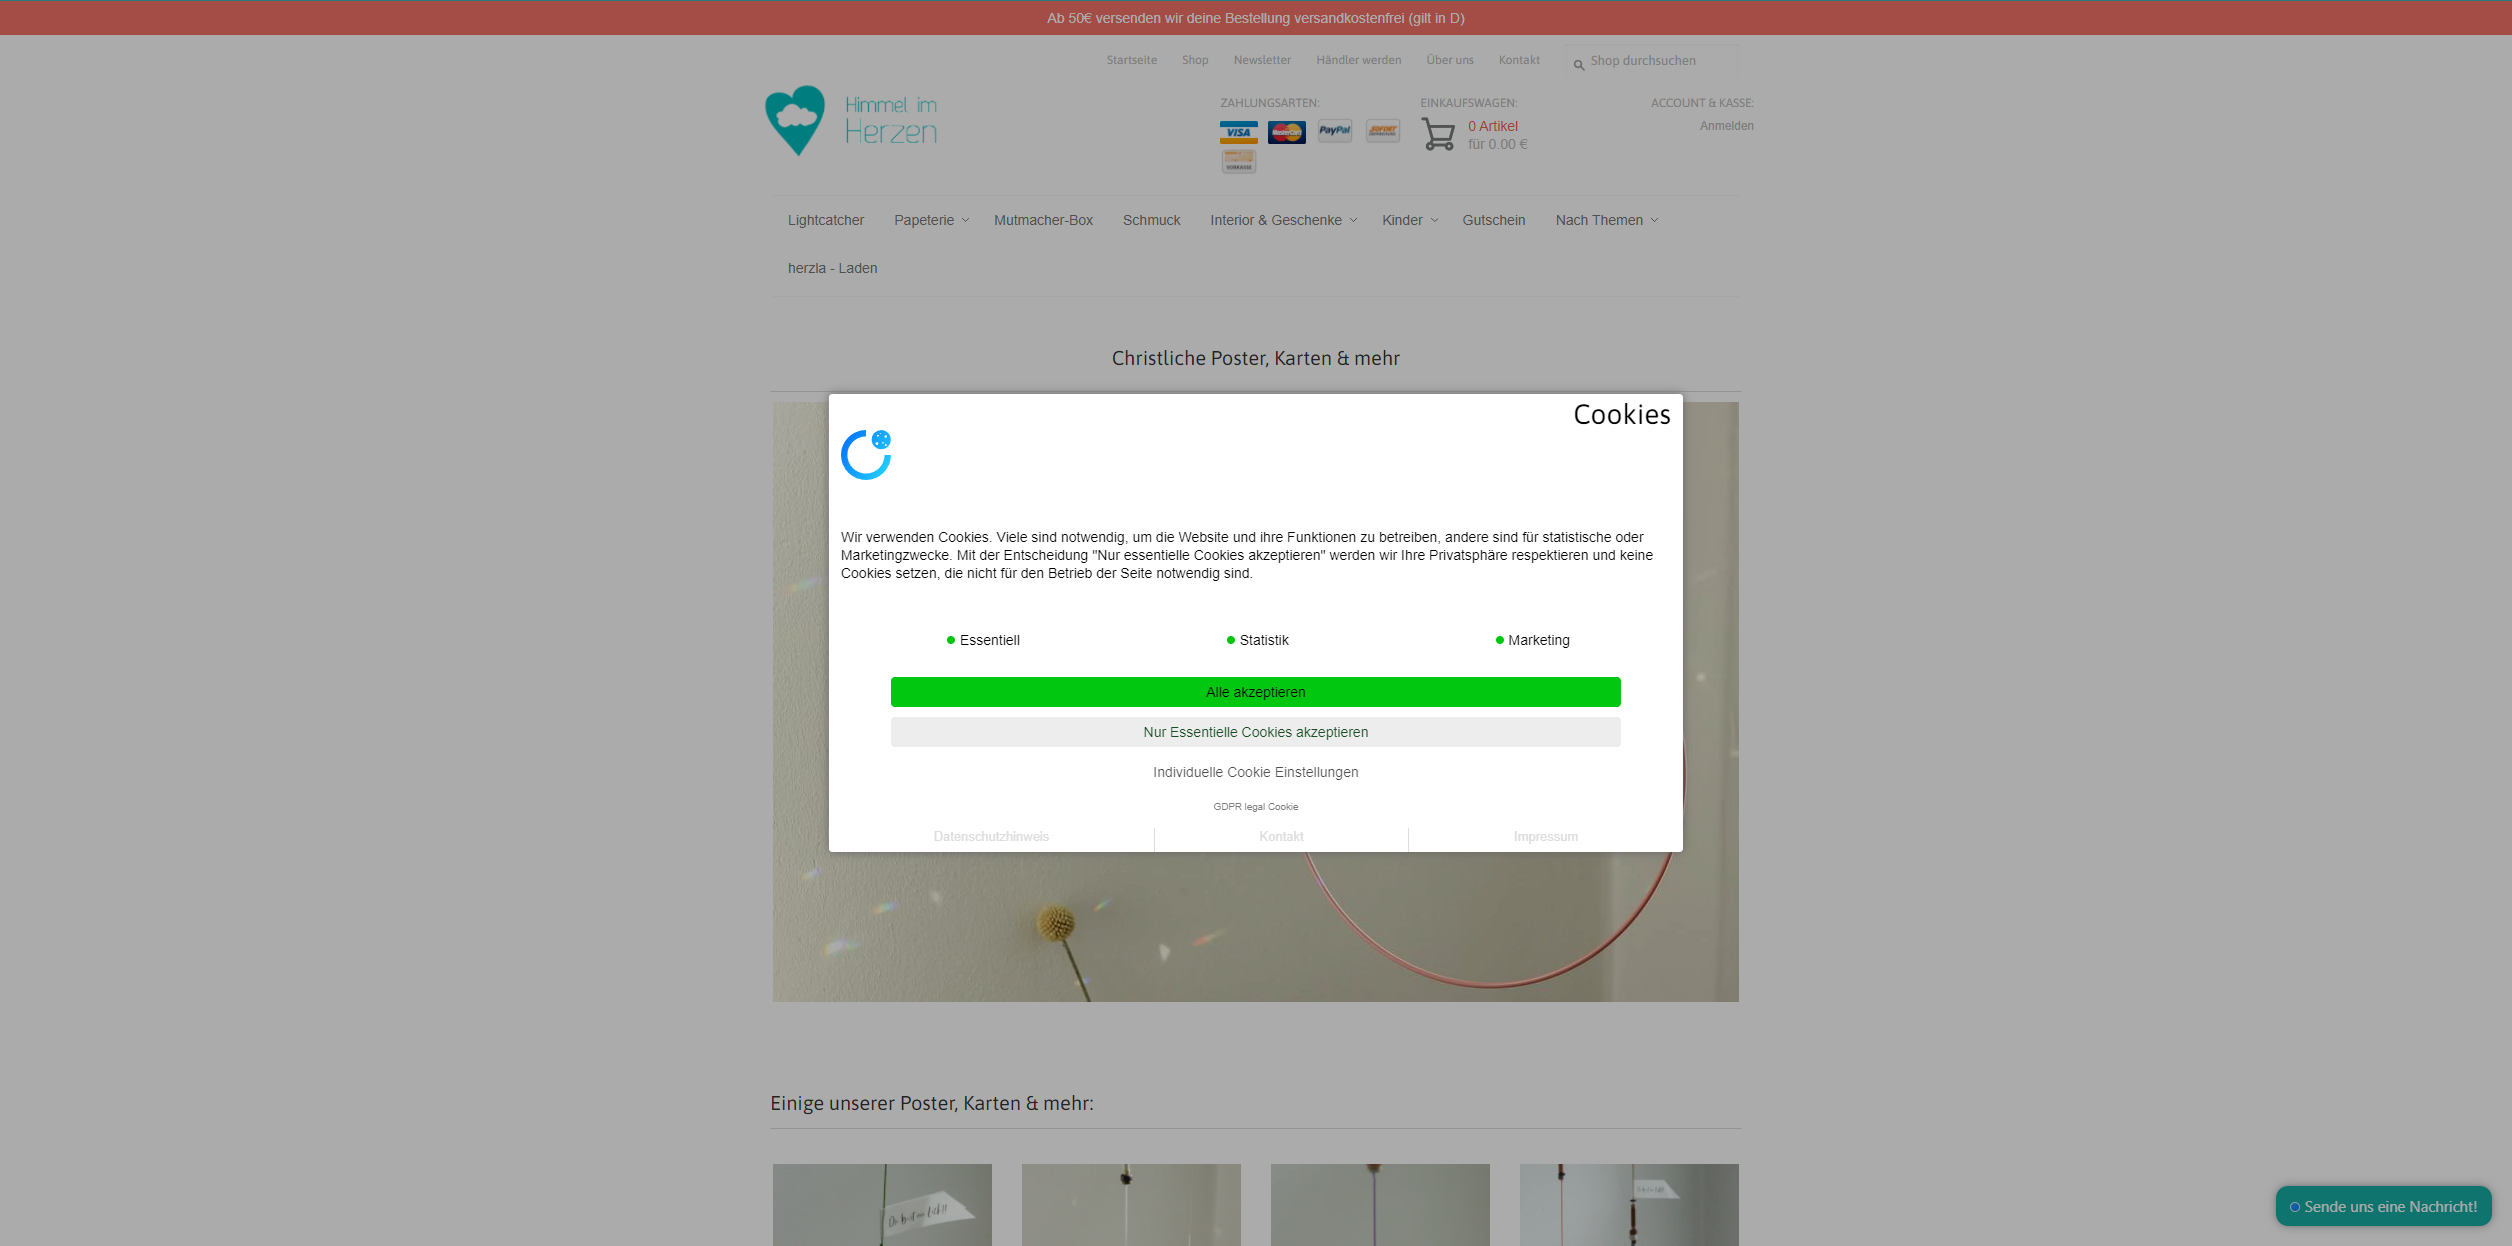 Ab 50€ versenden wir deine Bestellung versandkostenfrei (gilt in D)
Startseite Shop Newsletter Händler werden Über uns Kontakt Shop durchsuchen
Himmel im
Herzen
ZAHLUNGSARTEN:
VISA MasterCard PayPal SOFORT
VORKASSE
EINKAUFSWAGEN:
0 Artikel
für 0.00 €
ACCOUNT & KASSE:
Anmelden
Lightcatcher Papeterie Mutmacher-Box Schmuck Interior & Geschenke Kinder Gutschein Nach Themen
herzla - Laden
Christliche Poster, Karten & mehr
Cookies
Wir verwenden Cookies. Viele sind notwendig, um die Website und ihre Funktionen zu betreiben, andere sind für statistische oder
Marketingzwecke. Mit der Entscheidung "Nur essentielle Cookies akzeptieren" werden wir Ihre Privatsphäre respektieren und keine
Cookies setzen, die nicht für den Betrieb der Seite notwendig sind.
Essentiell Statistik Marketing
Alle akzeptieren
Nur Essentielle Cookies akzeptieren
Individuelle Cookie Einstellungen
GDPR legal Cookie
Datenschutzhinweis Kontakt Impressum
Einige unserer Poster, Karten & mehr:
Sende uns eine Nachricht!